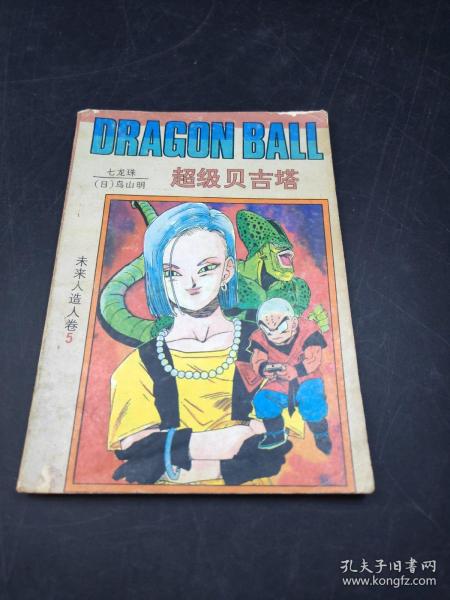 DRAGON BALL
七龙珠
(日)鸟山明
超级贝吉塔
未来人造人卷5
孔夫子旧书网
www.kongfz.com